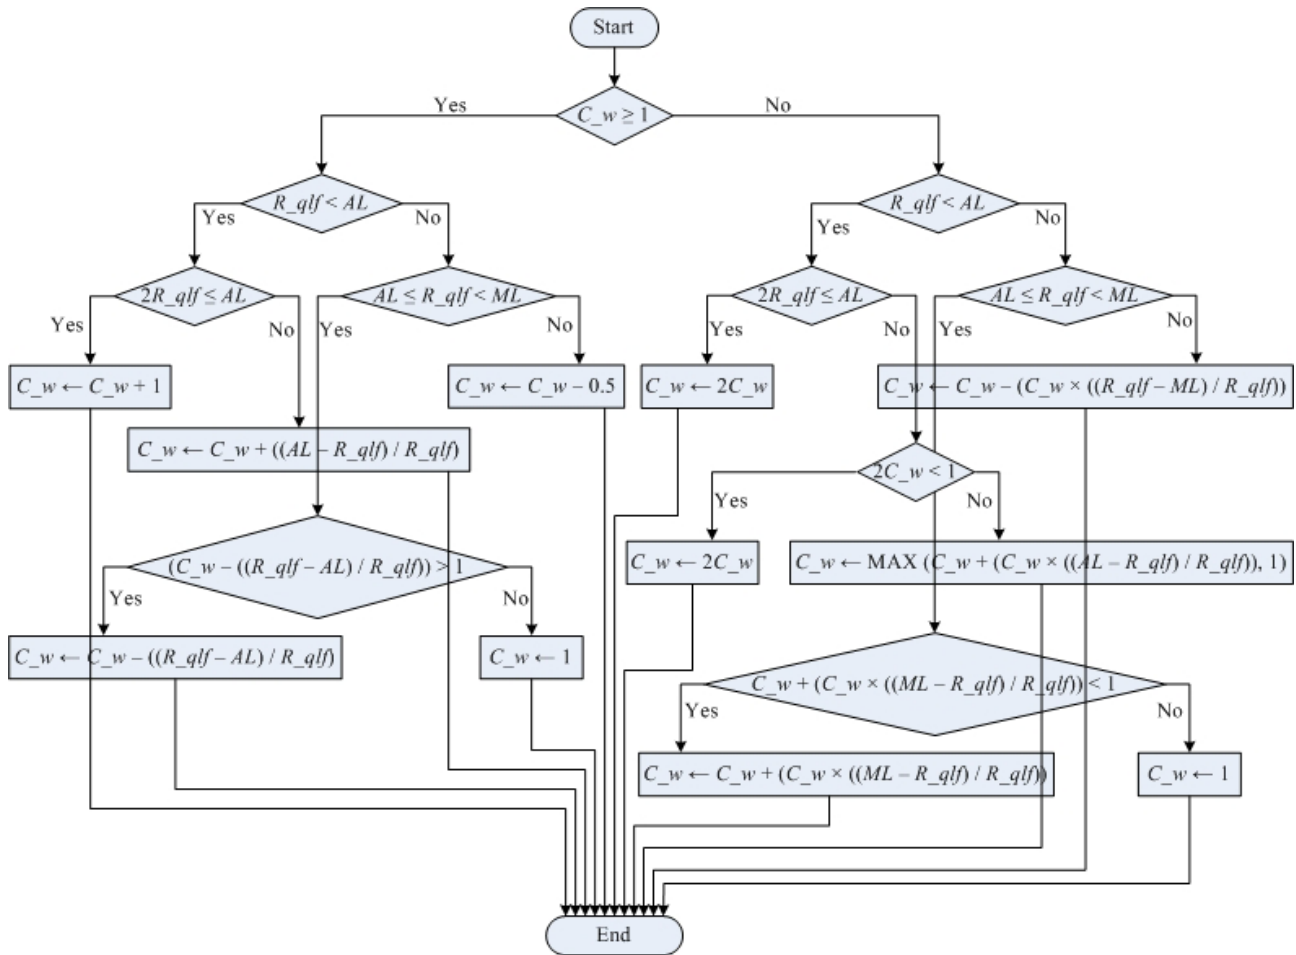 Start
C_w ≥ 1
Yes
No
R_qlf < AL
R_qlf < AL
Yes
No
Yes
No
2R_qlf ≤ AL
AL ≤ R_qlf < ML
2R_qlf ≤ AL
AL ≤ R_qlf < ML
Yes
No
Yes
No
Yes
No
Yes
No
C_w ← C_w + 1
C_w ← C_w – 0.5
C_w ← 2C_w
C_w ← C_w – (C_w × ((R_qlf – ML) / R_qlf))
C_w ← C_w + ((AL – R_qlf) / R_qlf)
2C_w < 1
Yes
No
(C_w – ((R_qlf – AL) / R_qlf)) > 1
C_w ← 2C_w
C_w ← MAX (C_w + (C_w × ((AL – R_qlf) / R_qlf)), 1)
Yes
No
C_w ← C_w – ((R_qlf – AL) / R_qlf)
C_w ← 1
C_w + (C_w × ((ML – R_qlf) / R_qlf)) < 1
Yes
No
C_w ← C_w + (C_w × ((ML – R_qlf) / R_qlf))
C_w ← 1
End